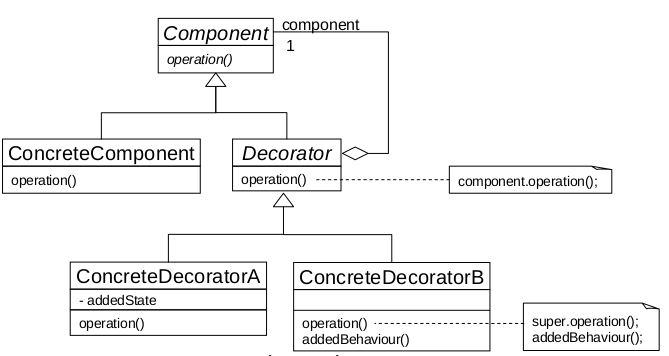 Component
operation()
component
1
ConcreteComponent
operation()
Decorator
operation()
component.operation();
ConcreteDecoratorA
- addedState
operation()
ConcreteDecoratorB
operation()
addedBehaviour()
super.operation();
addedBehaviour();